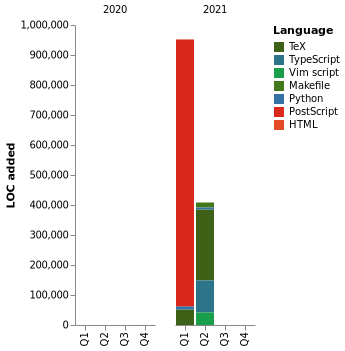 2020 2021
1,000,000
900,000
800,000
700,000
600,000
500,000
400,000
300,000
200,000
100,000
0
LOC added
Q1 Q2 Q3 Q4 Q1 Q2 Q3 Q4
Language
TeX
TypeScript
Vim script
Makefile
Python
PostScript
HTML